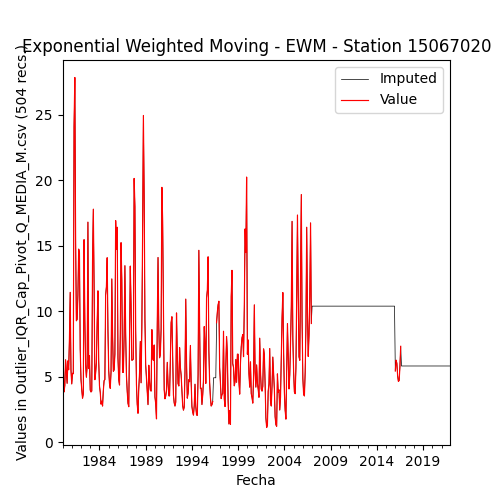 Exponential Weighted Moving - EWM - Station 15067020
Imputed
Value
Values in Outlier_IQR_Cap_Pivot_Q_MEDIA_M.csv (504 recs.)
25
20
15
10
5
0
1984 1989 1994 1999 2004 2009 2014 2019
Fecha